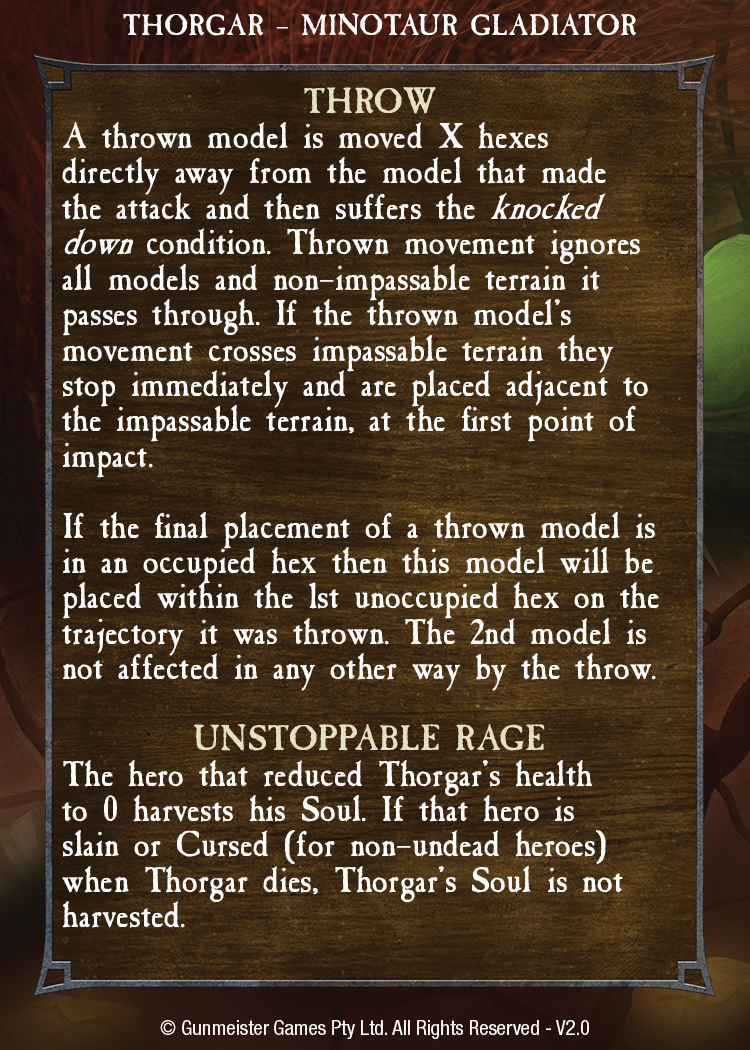 THORGAR – MINOTAUR GLADIATOR
THROW
A thrown model is moved X hexes
directly away from the model that made
the attack and then suffers the knocked
down condition. Thrown movement ignores
all models and non-impassable terrain it
passes through. If the thrown model's
movement crosses impassable terrain they
stop immediately and are placed adjacent to
the impassable terrain, at the first point of
impact.
If the final placement of a thrown model is
in an occupied hex then this model will be
placed within the 1st unoccupied hex on the
trajectory it was thrown. The 2nd model is
not affected in any other way by the throw.
UNSTOPPABLE RAGE
The hero that reduced Thorgar's health
to 0 harvests his Soul. If that hero is
slain or Cursed (for non-undead heroes)
when Thorgar dies, Thorgar's Soul is not
harvested.
© Gunmeister Games Pty Ltd. All Rights Reserved - V2.0